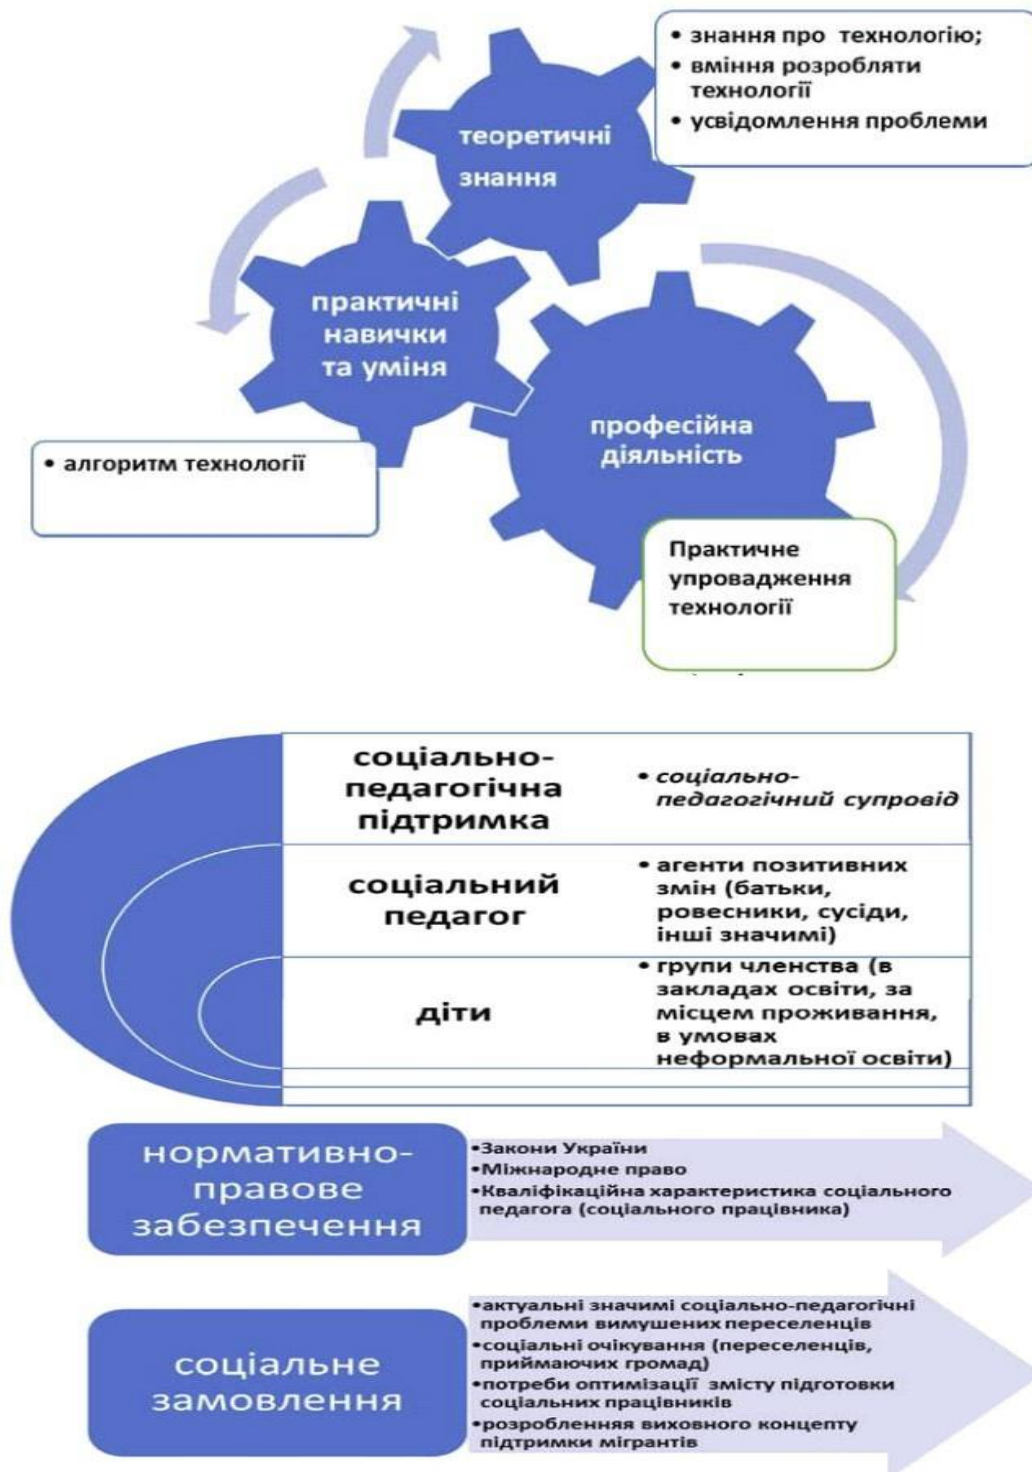 • знання про технологію;
• вміння розробляти
технології
• усвідомлення проблеми
теоретичні
знання
практичні
навички
та уміня
• алгоритм технології
професійна
діяльність
Практичне
упровадження
технології
соціально-
педагогічна
підтримка
• соціально-
педагогічний супровід
соціальний
педагог
• агенти позитивних
змін (батьки,
ровесники, сусіди,
інші значимі)
діти
• групи членства (в
закладах освіти, за
місцем проживання,
в умовах
неформальної освіти)
нормативно-
правове
забезпечення
•Закони України
•Міжнародне право
•Кваліфікаційна характеристика соціального
педагога (соціального працівника)
соціальне
замовлення
•актуальні значимі соціально-педагогічні
проблеми вимушених переселенців
•соціальні очікування (переселенців,
приймаючих громад)
•потреби оптимізації змісту підготовки
соціальних працівників
•розробленняя виховного концепту
підтримки мігрантів